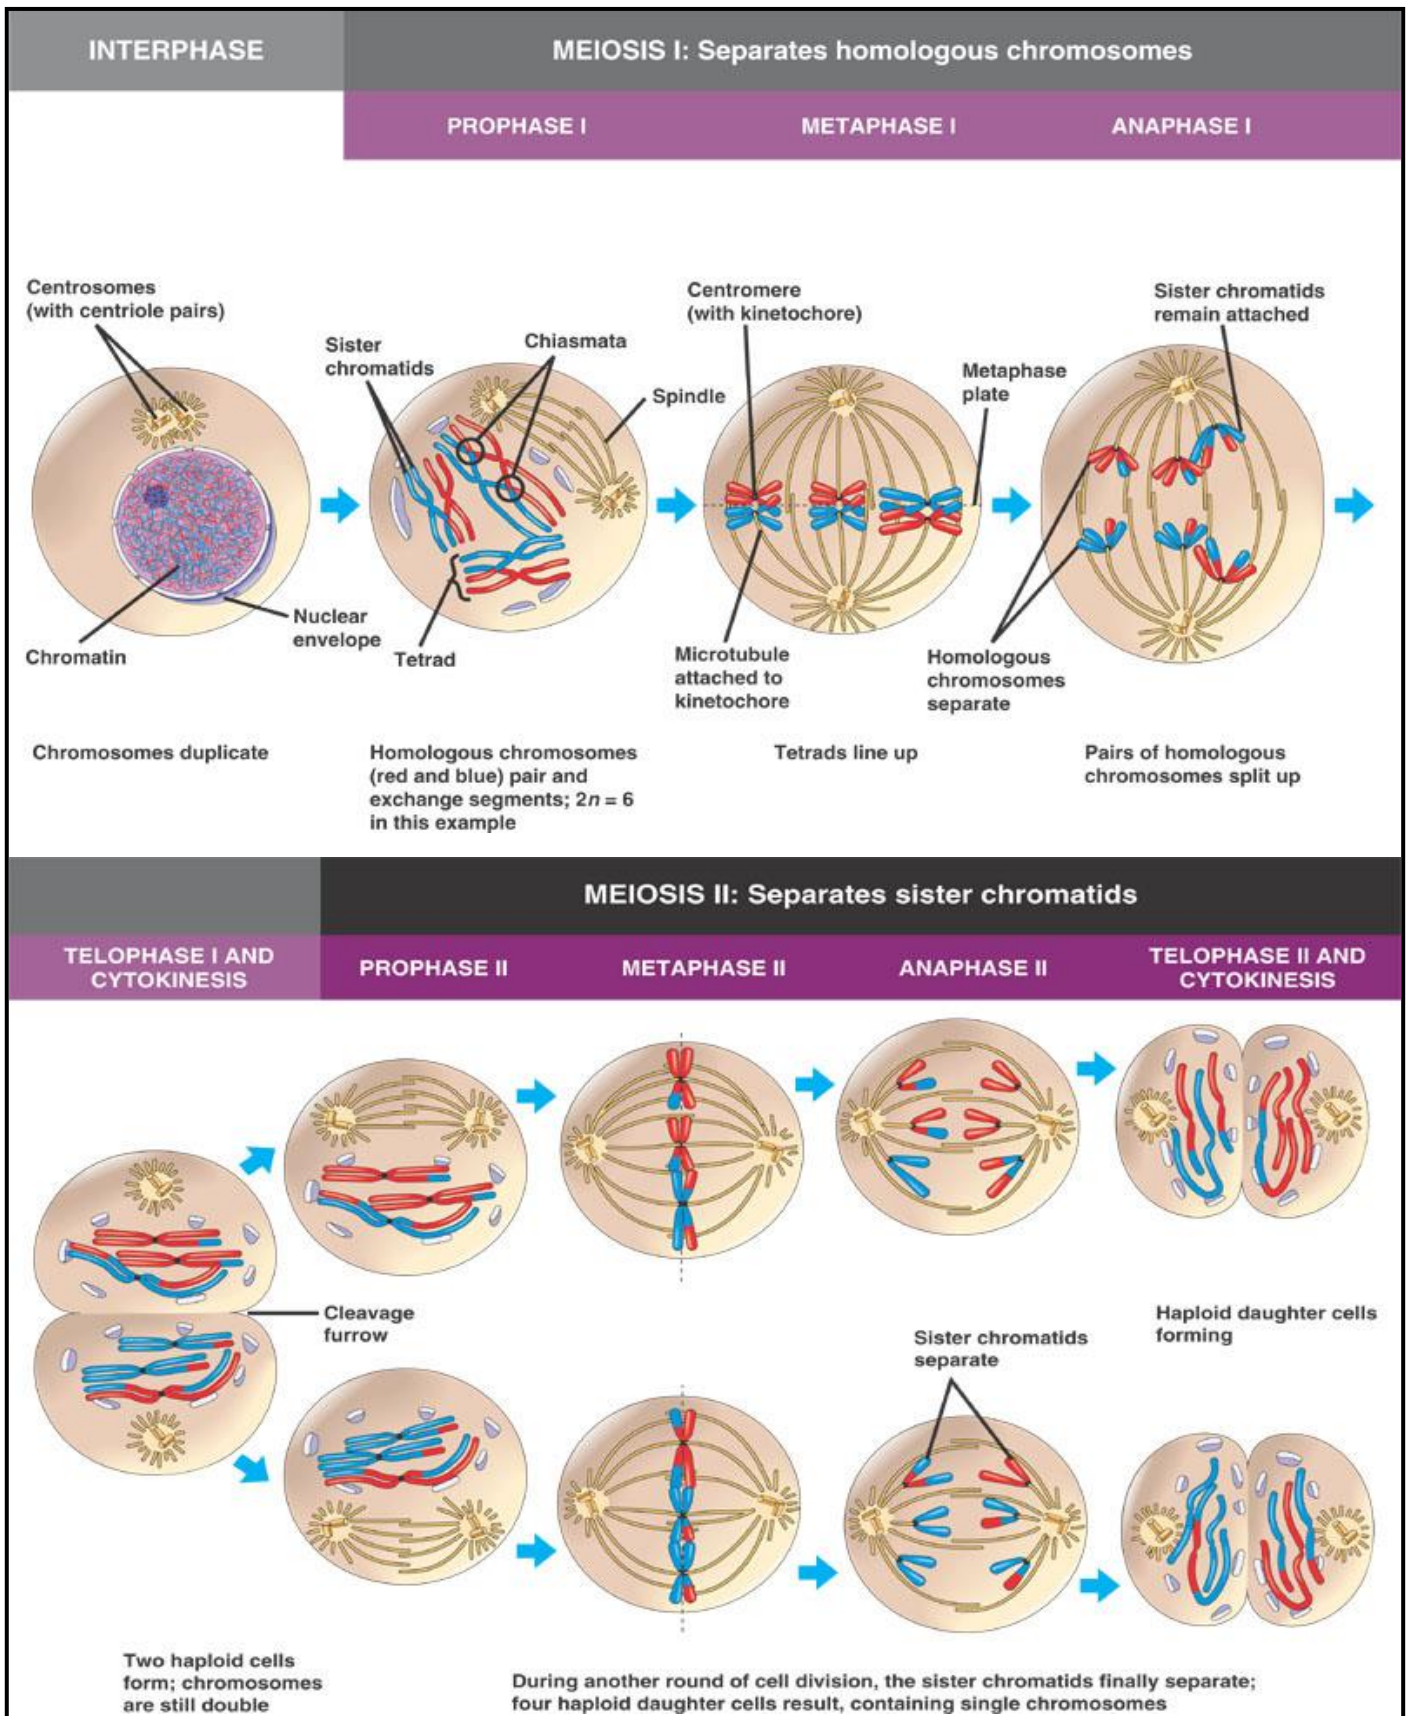 INTERPHASE
MEIOSIS I: Separates homologous chromosomes
PROPHASE I
METAPHASE I
ANAPHASE I
Centrosomes
(with centriole pairs)
Sister
chromatids
Chiasmata
Spindle
Centromere
(with kinetochore)
Metaphase
plate
Sister chromatids
remain attached
Chromatin
Nuclear
envelope
Tetrad
Microtubule
attached to
kinetochore
Homologous
chromosomes
separate
Chromosomes duplicate
Homologous chromosomes
(red and blue) pair and
exchange segments; 2n = 6
in this example
Tetrads line up
Pairs of homologous
chromosomes split up
MEIOSIS II: Separates sister chromatids
TELOPHASE I AND
CYTOKINESIS
PROPHASE II
METAPHASE II
ANAPHASE II
TELOPHASE II AND
CYTOKINESIS
Cleavage
furrow
Sister chromatids
separate
Haploid daughter cells
forming
Two haploid cells
form; chromosomes
are still double
During another round of cell division, the sister chromatids finally separate;
four haploid daughter cells result, containing single chromosomes